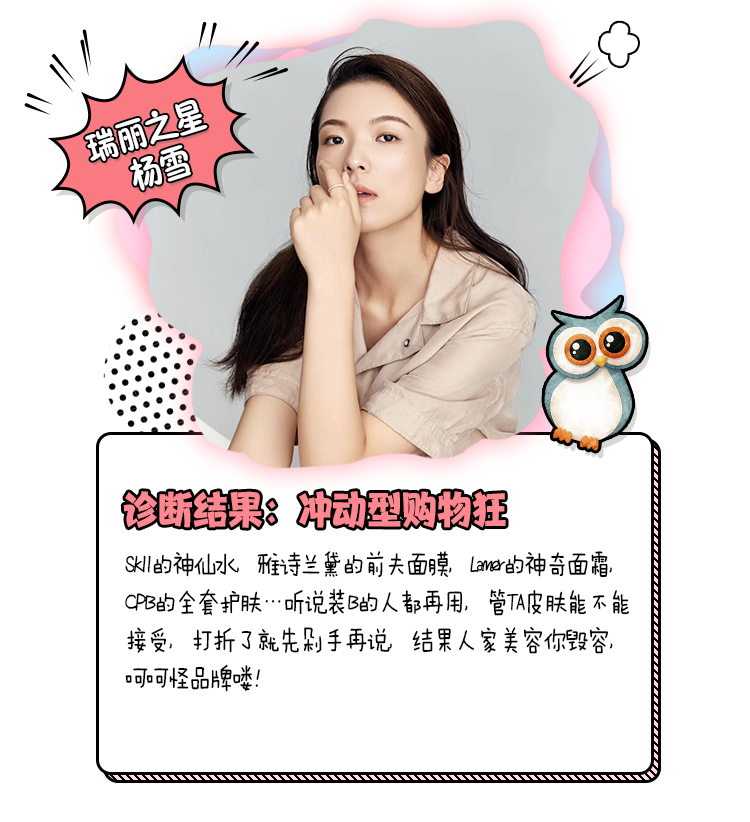 瑞丽之星
杨雪
诊断结果：冲动型购物狂
SKII的神仙水，雅诗兰黛的前夫面膜，Lamer的神奇面霜，
CPB的全套护肤…听说装B的人都再用，管TA皮肤能不能
接受，打折了就先剁手再说，结果人家美容你毁容，
呵呵怪品牌喽！